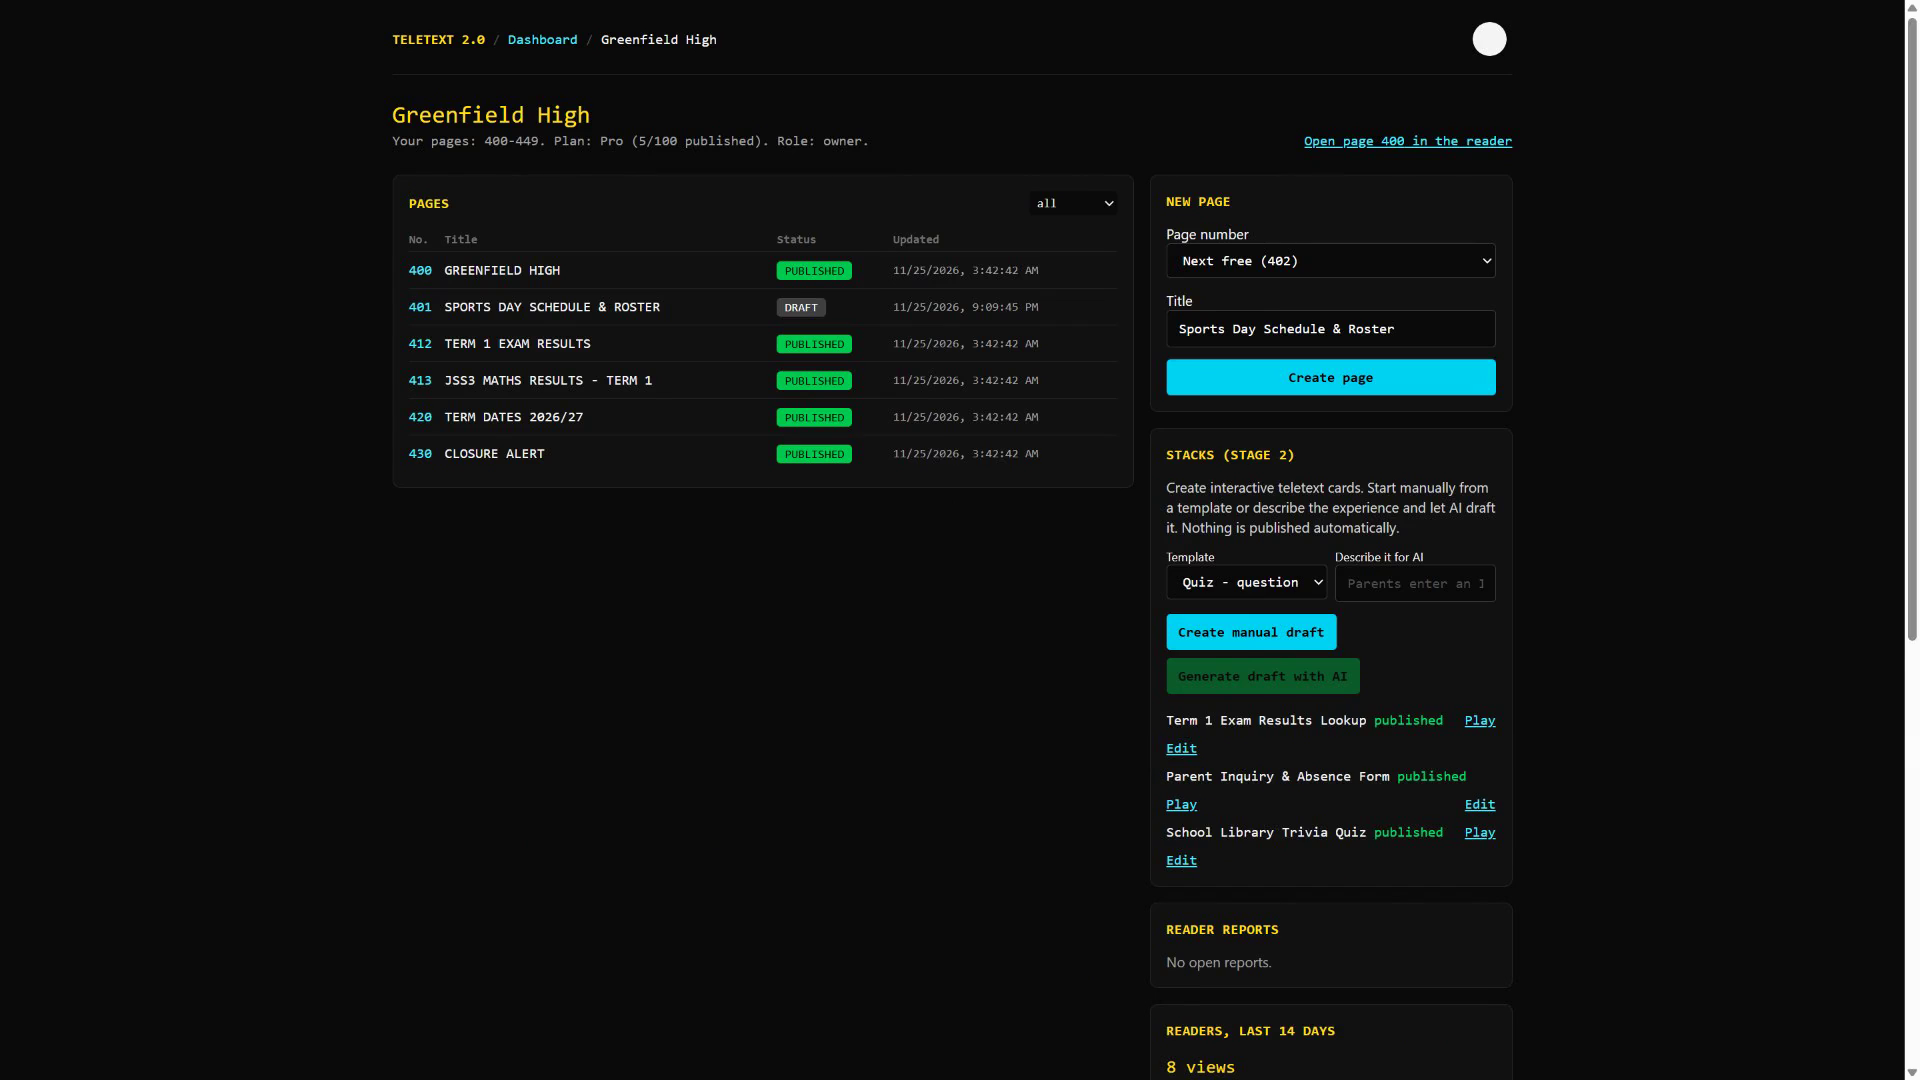 TELETEXT 2.0 / Dashboard / Greenfield High
Greenfield High
Your pages: 400-449. Plan: Pro (5/100 published). Role: owner.
Open page 400 in the reader
PAGES
all
No. Title Status Updated
400 GREENFIELD HIGH PUBLISHED 11/25/2026, 3:42:42 AM
401 SPORTS DAY SCHEDULE & ROSTER DRAFT 11/25/2026, 9:09:45 PM
412 TERM 1 EXAM RESULTS PUBLISHED 11/25/2026, 3:42:42 AM
413 JSS3 MATHS RESULTS - TERM 1 PUBLISHED 11/25/2026, 3:42:42 AM
420 TERM DATES 2026/27 PUBLISHED 11/25/2026, 3:42:42 AM
430 CLOSURE ALERT PUBLISHED 11/25/2026, 3:42:42 AM
NEW PAGE
Page number
Next free (402)
Title
Sports Day Schedule & Roster
Create page
STACKS (STAGE 2)
Create interactive teletext cards. Start manually from
a template or describe the experience and let AI draft
it. Nothing is published automatically.
Template Describe it for AI
Quiz - question Parents enter an
Create manual draft
Generate draft with AI
Term 1 Exam Results Lookup published Play
Edit
Parent Inquiry & Absence Form published
Play Edit
School Library Trivia Quiz published Play
Edit
READER REPORTS
No open reports.
READERS, LAST 14 DAYS
8 views